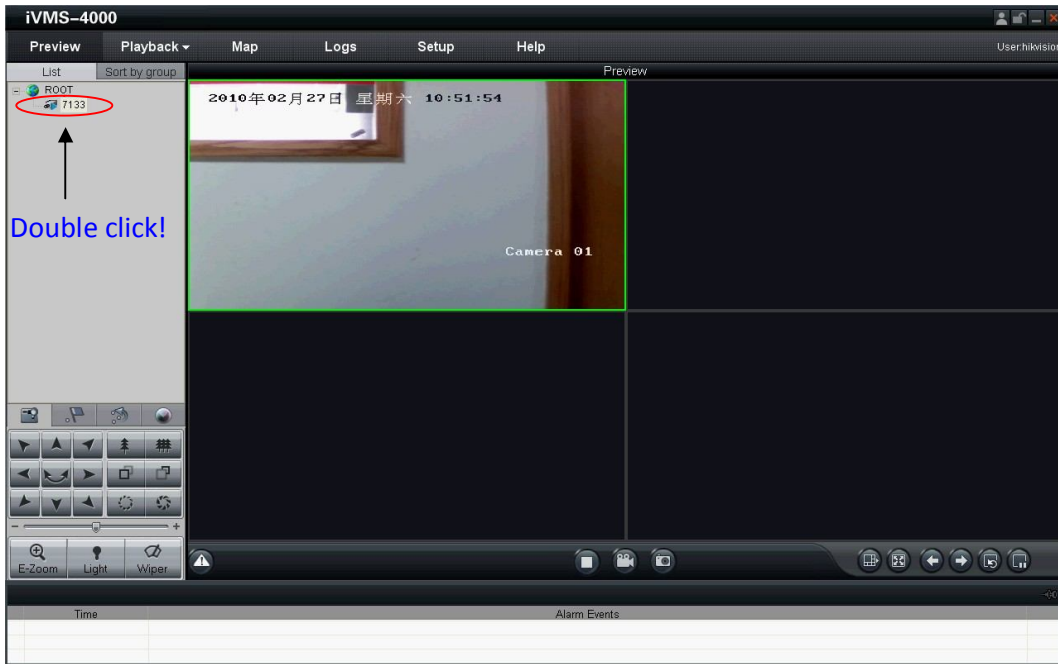 iVMS-4000
Preview Playback Map Logs Setup Help User:hikvision
List Sort by group Preview
ROOT
7133
2010年02月27日 星期六 10:51:54
Double click!
Camera 01
E-Zoom Light Wiper
Time Alarm Events